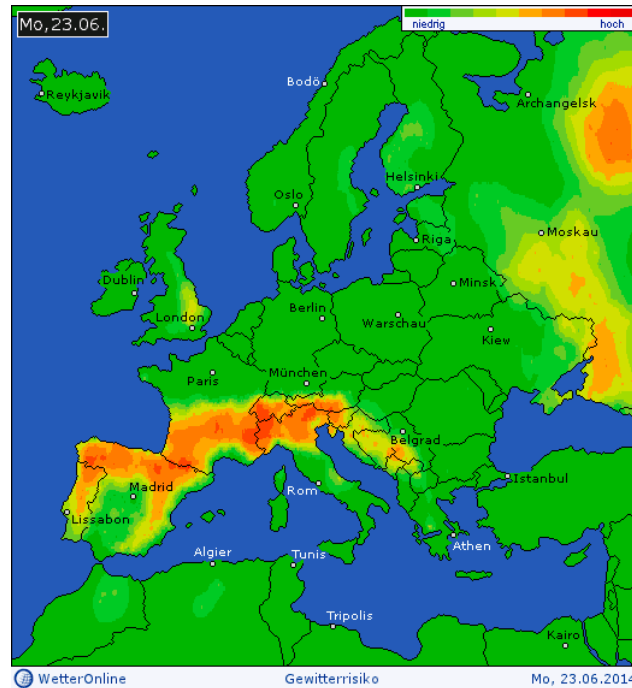 Mo,23.06.
niedrig hoch
Reykjavik
Bodö
Archangelsk
Helsinki
Oslo
Riga
Moskau
Dublin
Minsk
London
Berlin
Warschau
Kiew
Paris
München
Belgrad
Madrid
Rom
Istanbul
Lissabon
Athen
Algier
Tunis
Tripolis
Kairo
WetterOnline Gewitterrisiko Mo, 23.06.2014